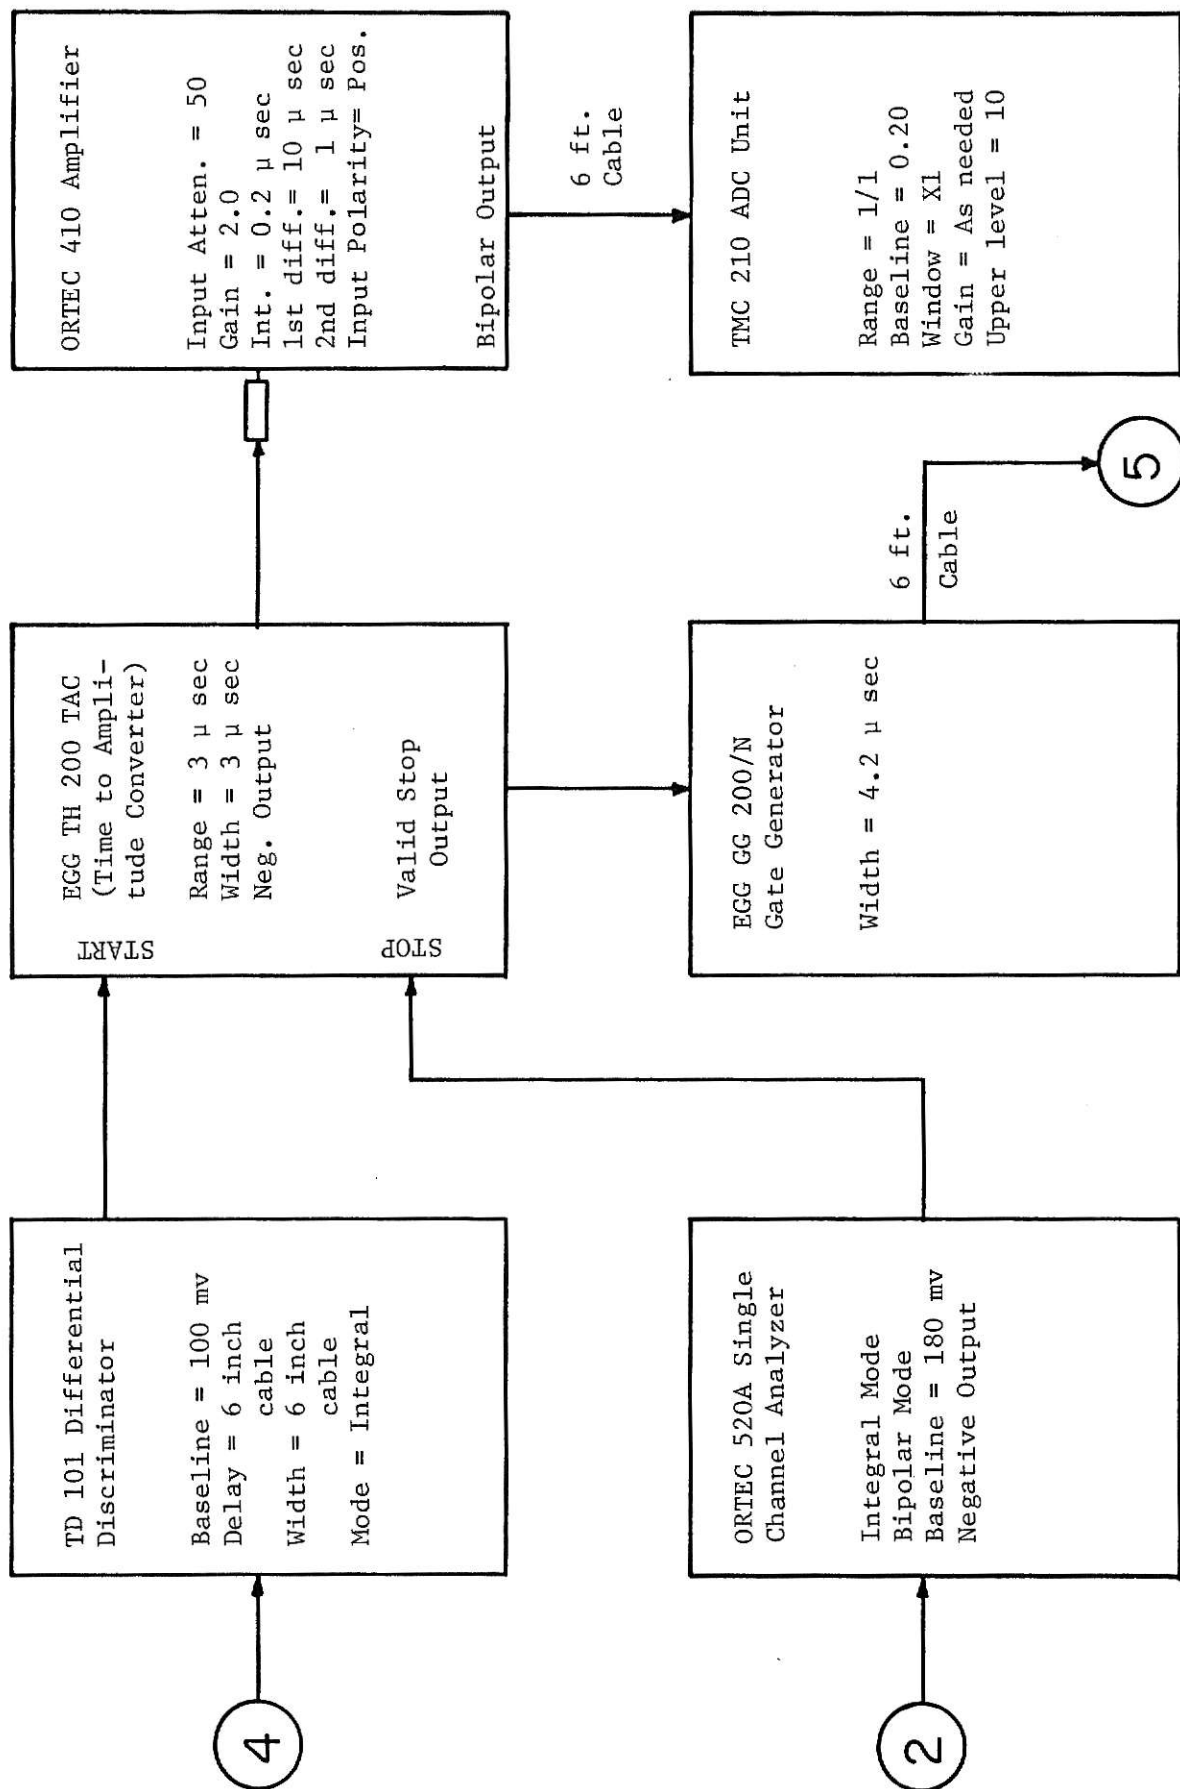 4
TD 101 Differential
Discriminator
Baseline = 100 mv
Delay = 6 inch
cable
Width = 6 inch
cable
Mode = Integral
START
EGG TH 200 TAC
(Time to Ampli-
tude Converter)
Range = 3 μ sec
Width = 3 μ sec
Neg. Output
STOP
Valid Stop
Output
ORTEC 410 Amplifier
Input Atten. = 50
Gain = 2.0
Int. = 0.2 μ sec
1st diff.= 10 μ sec
2nd diff.= 1 μ sec
Input Polarity= Pos.
Bipolar Output
6 ft.
Cable
2
ORTEC 520A Single
Channel Analyzer
Integral Mode
Bipolar Mode
Baseline = 180 mv
Negative Output
EGG GG 200/N
Gate Generator
Width = 4.2 μ sec
6 ft.
Cable
5
TMC 210 ADC Unit
Range = 1/1
Baseline = 0.20
Window = X1
Gain = As needed
Upper level = 10